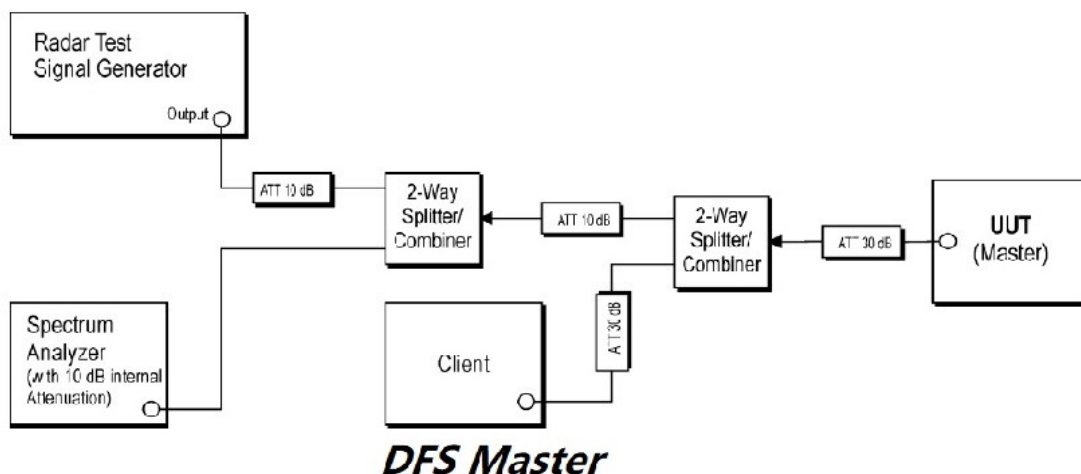 Radar Test
Signal Generator
Output
ATT 10 dB
2-Way
Splitter/
Combiner
ATT 10 dB
2-Way
Splitter/
Combiner
ATT 30 dB
UUT
(Master)
Spectrum
Analyzer
(with 10 dB internal
Attenuation)
Client
ATT 30 dB
DFS Master